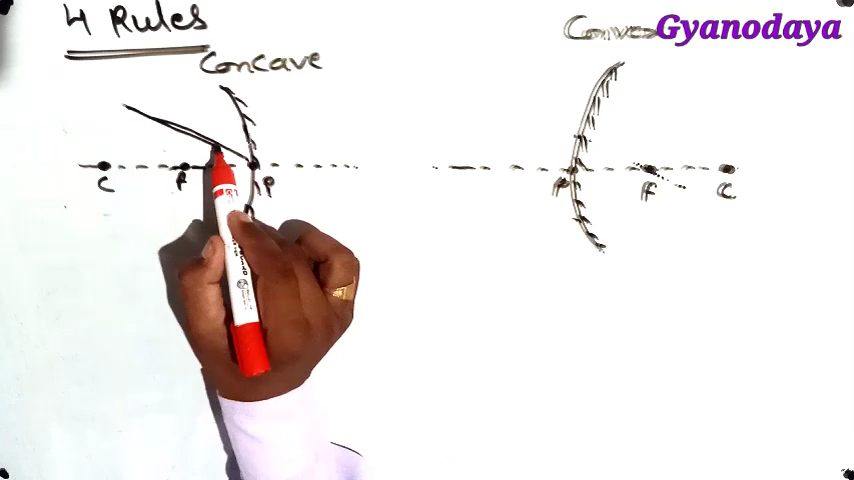 4 Rules
Concave
Gyanodaya
C F P
P F C